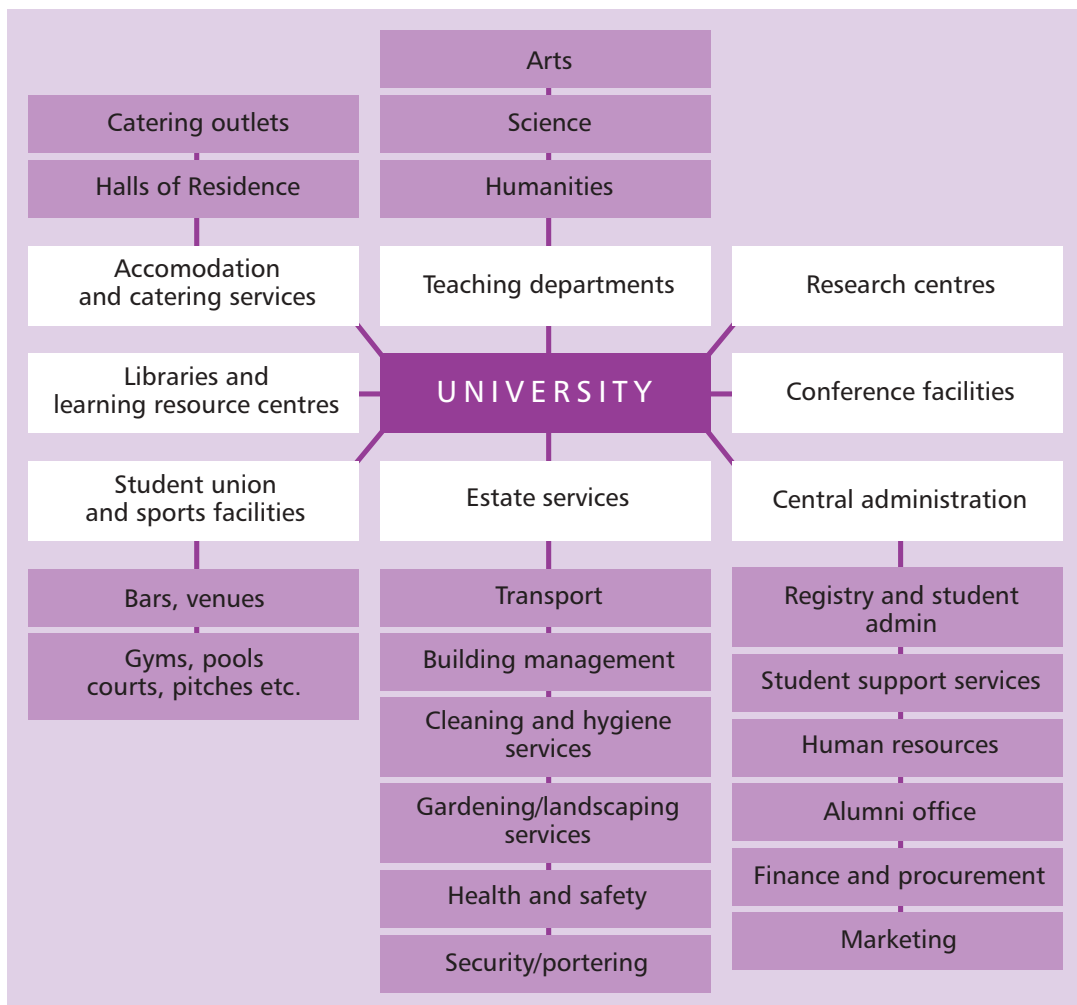 Arts
Catering outlets
Science
Halls of Residence
Humanities
Accomodation
and catering services
Teaching departments
Research centres
Libraries and
learning resource centres
UNIVERSITY
Conference facilities
Student union
and sports facilities
Estate services
Central administration
Bars, venues
Gyms, pools
courts, pitches etc.
Transport
Building management
Cleaning and hygiene
services
Gardening/landscaping
services
Health and safety
Security/portering
Registry and student
admin
Student support services
Human resources
Alumni office
Finance and procurement
Marketing